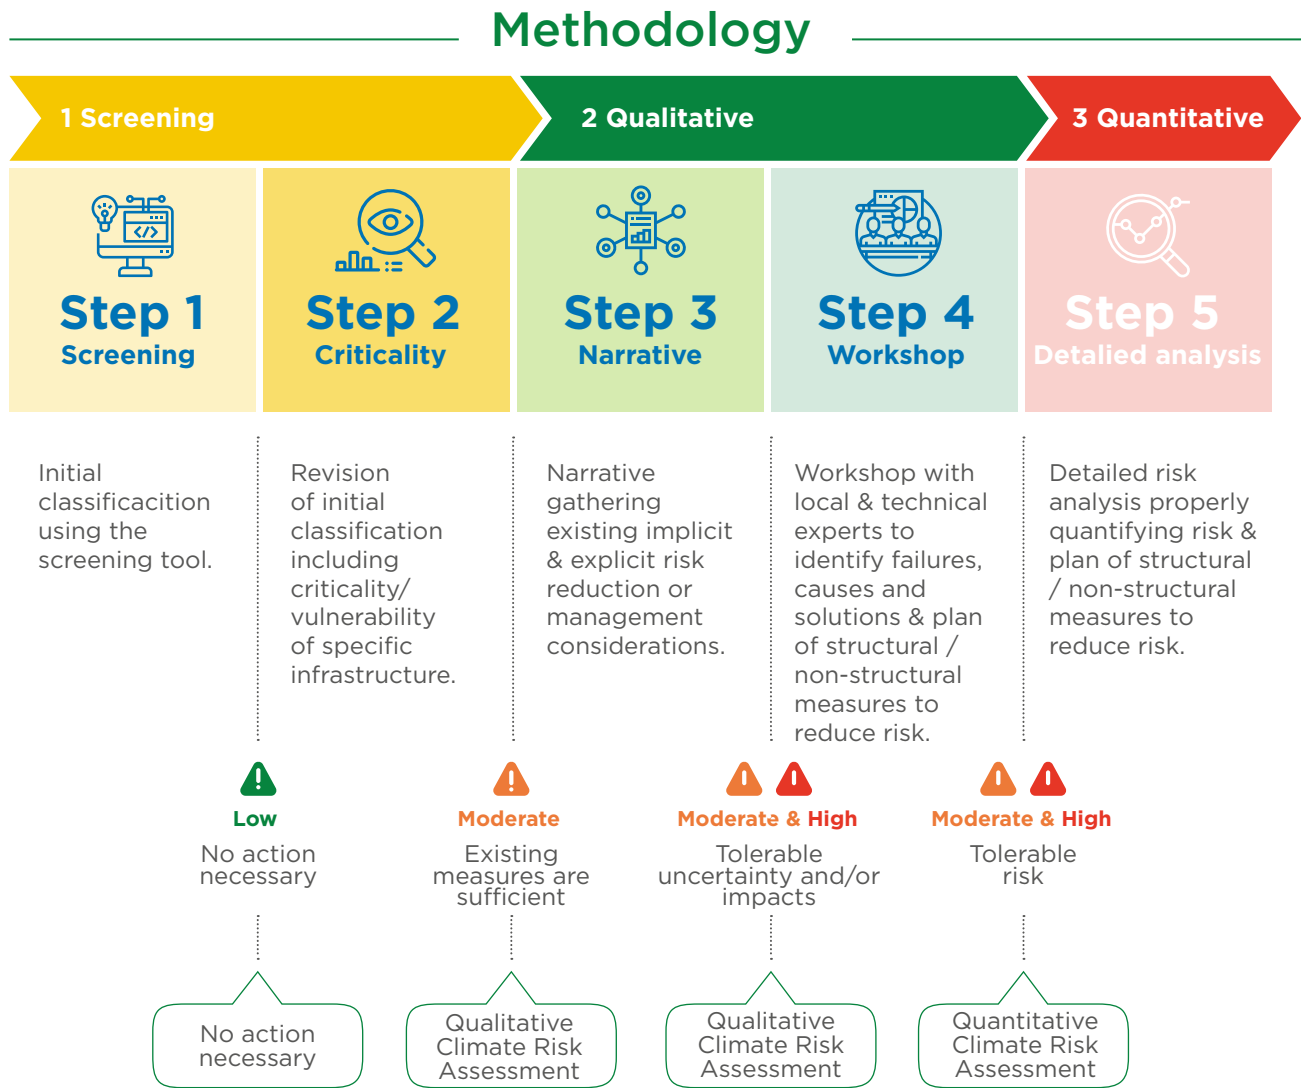 Methodology
1 Screening
2 Qualitative
3 Quantitative
</>
Step 1
Screening
Step 2
Criticality
Step 3
Narrative
Step 4
Workshop
Step 5
Detalied analysis
Initial
classificacition
using the
screening tool.
Revision
of initial
classification
including
criticality/
vulnerability
of specific
infrastructure.
Narrative
gathering
existing implicit
& explicit risk
reduction or
management
considerations.
Workshop with
local & technical
experts to
identify failures,
causes and
solutions & plan
of structural /
non-structural
measures to
reduce risk.
Detailed risk
analysis properly
quantifying risk &
plan of structural
/ non-structural
measures to
reduce risk.
Low
No action
necessary
Moderate
Existing
measures are
sufficient
Moderate & High
Tolerable
uncertainty and/or
impacts
Moderate & High
Tolerable
risk
No action
necessary
Qualitative
Climate Risk
Assessment
Qualitative
Climate Risk
Assessment
Quantitative
Climate Risk
Assessment